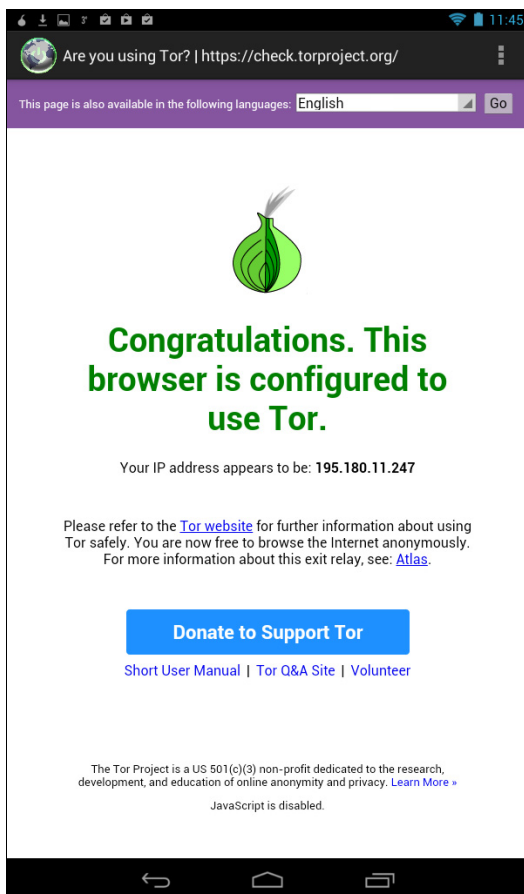 11:45
Are you using Tor? | https://check.torproject.org/
This page is also available in the following languages: English Go
Congratulations. This
browser is configured to
use Tor.
Your IP address appears to be: 195.180.11.247
Please refer to the Tor website for further information about using
Tor safely. You are now free to browse the Internet anonymously.
For more information about this exit relay, see: Atlas.
Donate to Support Tor
Short User Manual | Tor Q&A Site | Volunteer
The Tor Project is a US 501(c)(3) non-profit dedicated to the research,
development, and education of online anonymity and privacy. Learn More »
JavaScript is disabled.